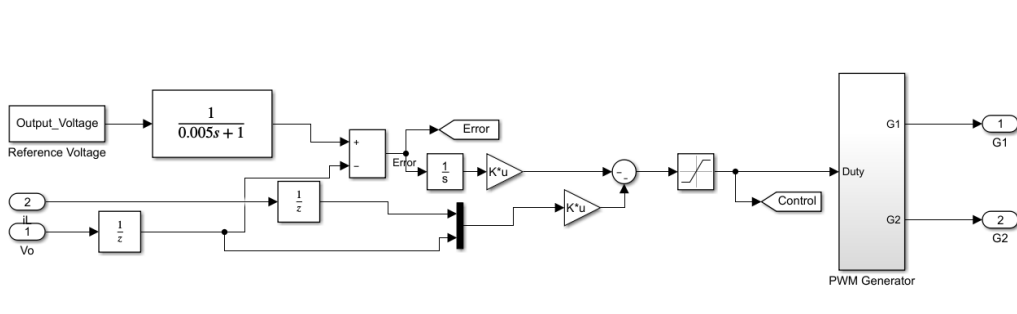 Output_Voltage
Reference Voltage
1
0.005s + 1
+
−
Error
Error
1
s
K*u
K*u
-
-
Control
Duty
G1
G2
PWM Generator
1
G1
2
G2
2
iL
1
Vo
1
z
1
z